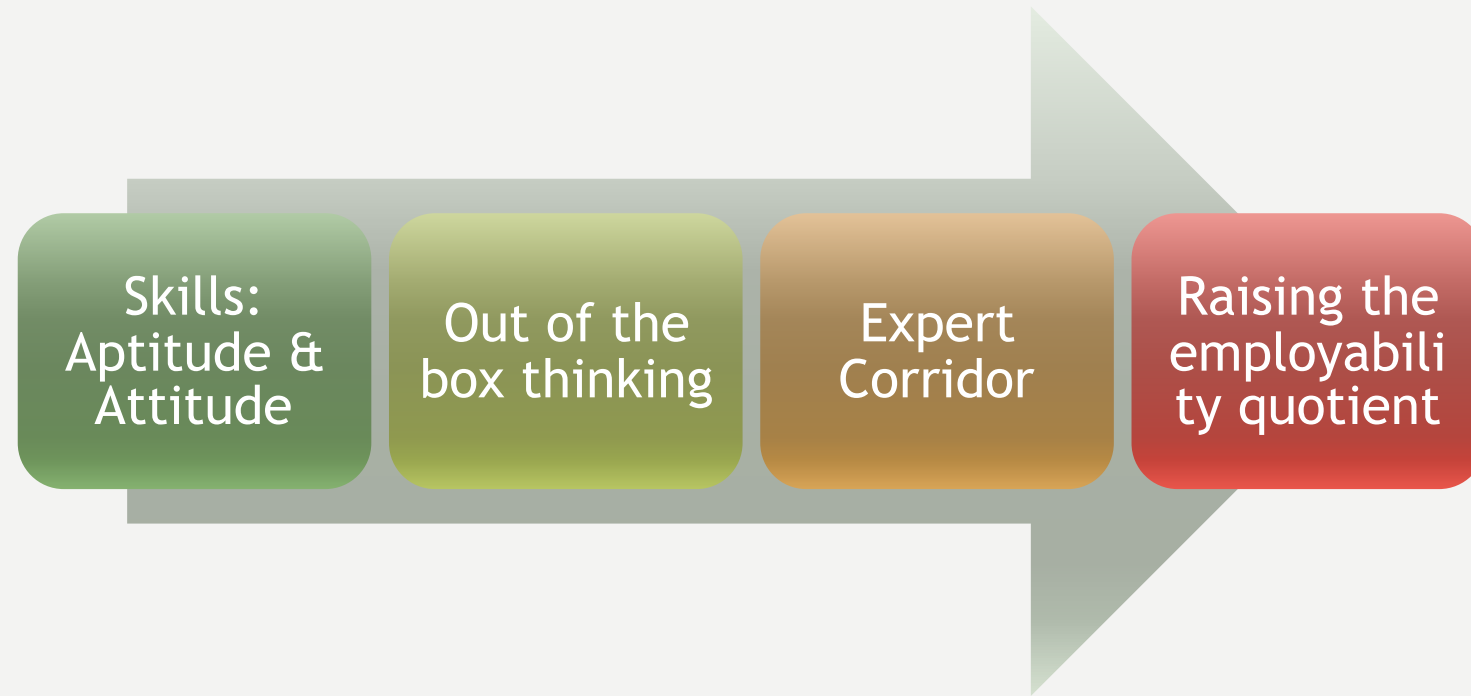 Skills:
Aptitude &
Attitude
Out of the
box thinking
Expert
Corridor
Raising the
employabili
ty quotient